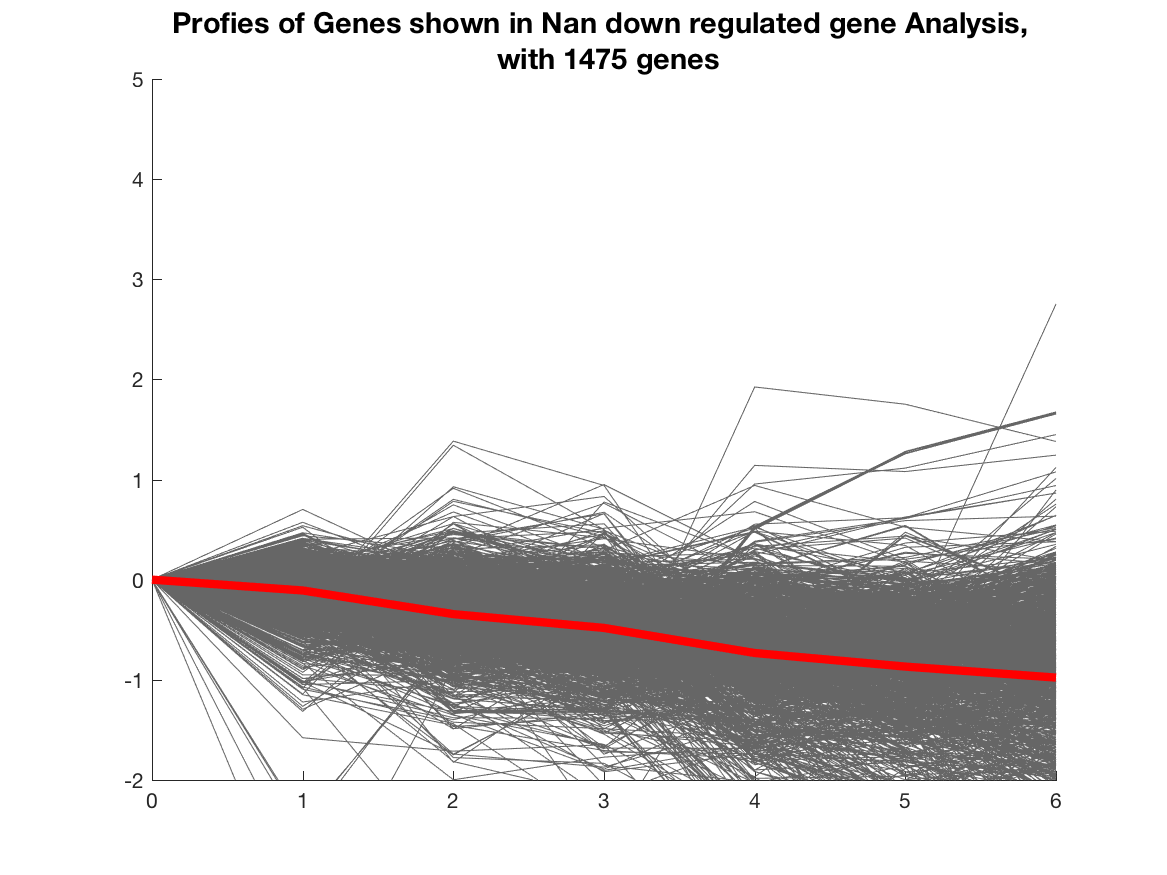 Profies of Genes shown in Nan down regulated gene Analysis,
with 1475 genes
5
4
3
2
1
0
-1
-2
0 1 2 3 4 5 6